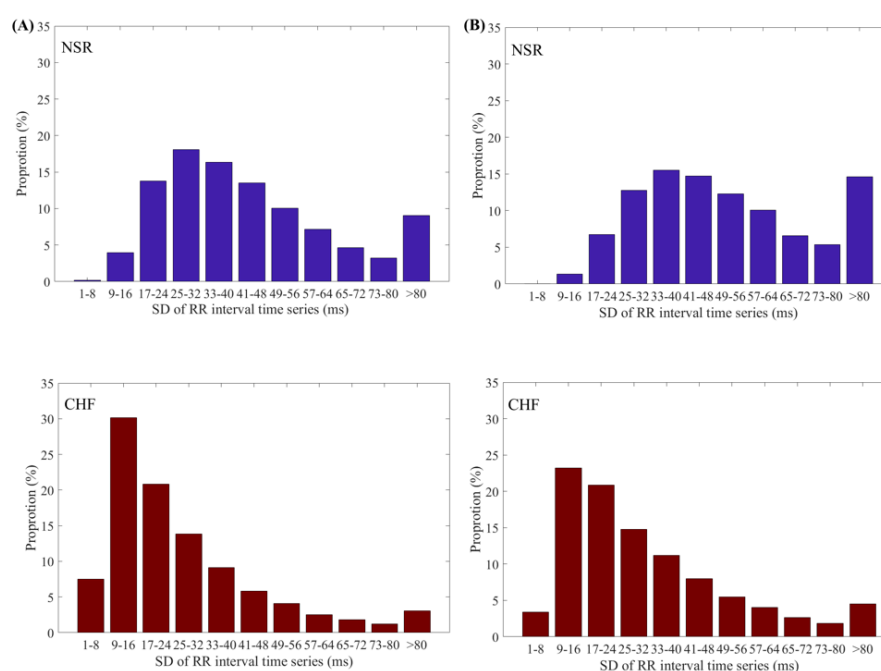 (A)
NSR
35
30
25
20
15
10
5
0
Proprotion (%)
1-8 9-16 17-24 25-32 33-40 41-48 49-56 57-64 65-72 73-80 >80
SD of RR interval time series (ms)
(B)
NSR
35
30
25
20
15
10
5
0
Proprotion (%)
1-8 9-16 17-24 25-32 33-40 41-48 49-56 57-64 65-72 73-80 >80
SD of RR interval time series (ms)
CHF
35
30
25
20
15
10
5
0
Proprotion (%)
1-8 9-16 17-24 25-32 33-40 41-48 49-56 57-64 65-72 73-80 >80
SD of RR interval time series (ms)
CHF
35
30
25
20
15
10
5
0
Proprotion (%)
1-8 9-16 17-24 25-32 33-40 41-48 49-56 57-64 65-72 73-80 >80
SD of RR interval time series (ms)